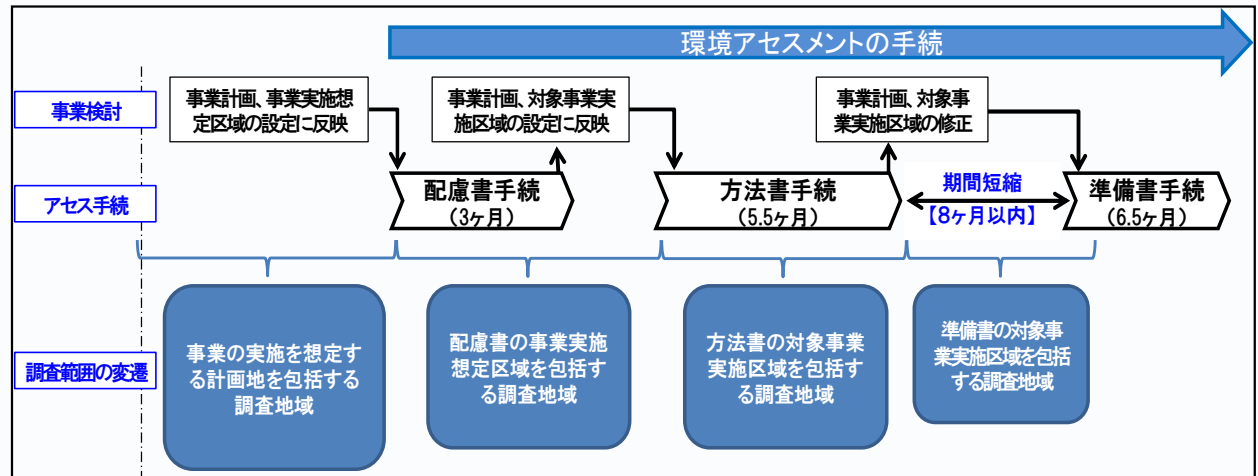 環境アセスメントの手続
事業検討
事業計画、事業実施想
定区域の設定に反映
事業計画、対象事業実
施区域の設定に反映
事業計画、対象事
業実施区域の修正
アセス手続
配慮書手続
（3ヶ月）
方法書手続
（5.5ヶ月）
期間短縮
【8ヶ月以内】
準備書手続
（6.5ヶ月）
調査範囲の変遷
事業の実施を想定す
る計画地を包括する
調査地域
配慮書の事業実施
想定区域を包括す
る調査地域
方法書の対象事業
実施区域を包括す
る調査地域
準備書の対象事
業実施区域を包括
する調査地域